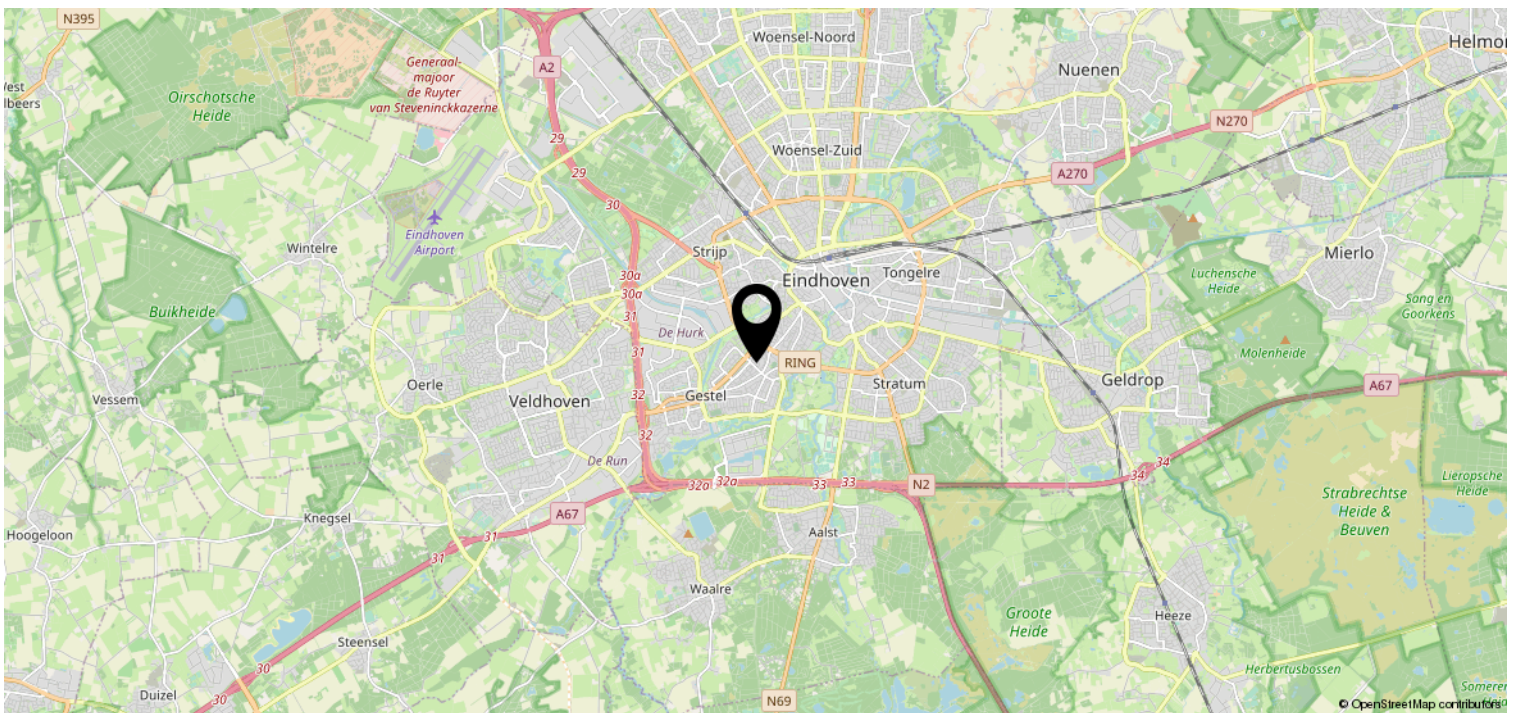 N395
Woensel-Noord
Helmon
A2
Generaal-
majoor
de Ruyter
van Steveninckkazerne
Nuenen
Oirschotsche
Heide
N270
29
Woensel-Zuid
29
A270
30
Eindhoven
Airport
Wintelre
Strijp
Mierlo
30a
Eindhoven
Tongelre
Luchensche
Heide
30a
Buikheide
31
De Hurk
Sang en
Goorkens
31
RING
Molenheide
Oerle
Vessem
Veldhoven
32
Gestel
Stratum
Geldrop
A67
32
De Run
32a
32a
33
33
N2
34
34
Lieropsche
Heide
Strabrechtse
Heide &
Beuven
Knegsel
A67
Hoogeloon
31
31
Aalst
Waalre
Groote
Heide
Heeze
Steensel
30
Herbertusbossen
Duizel
30
N69
© OpenStreetMap contributors